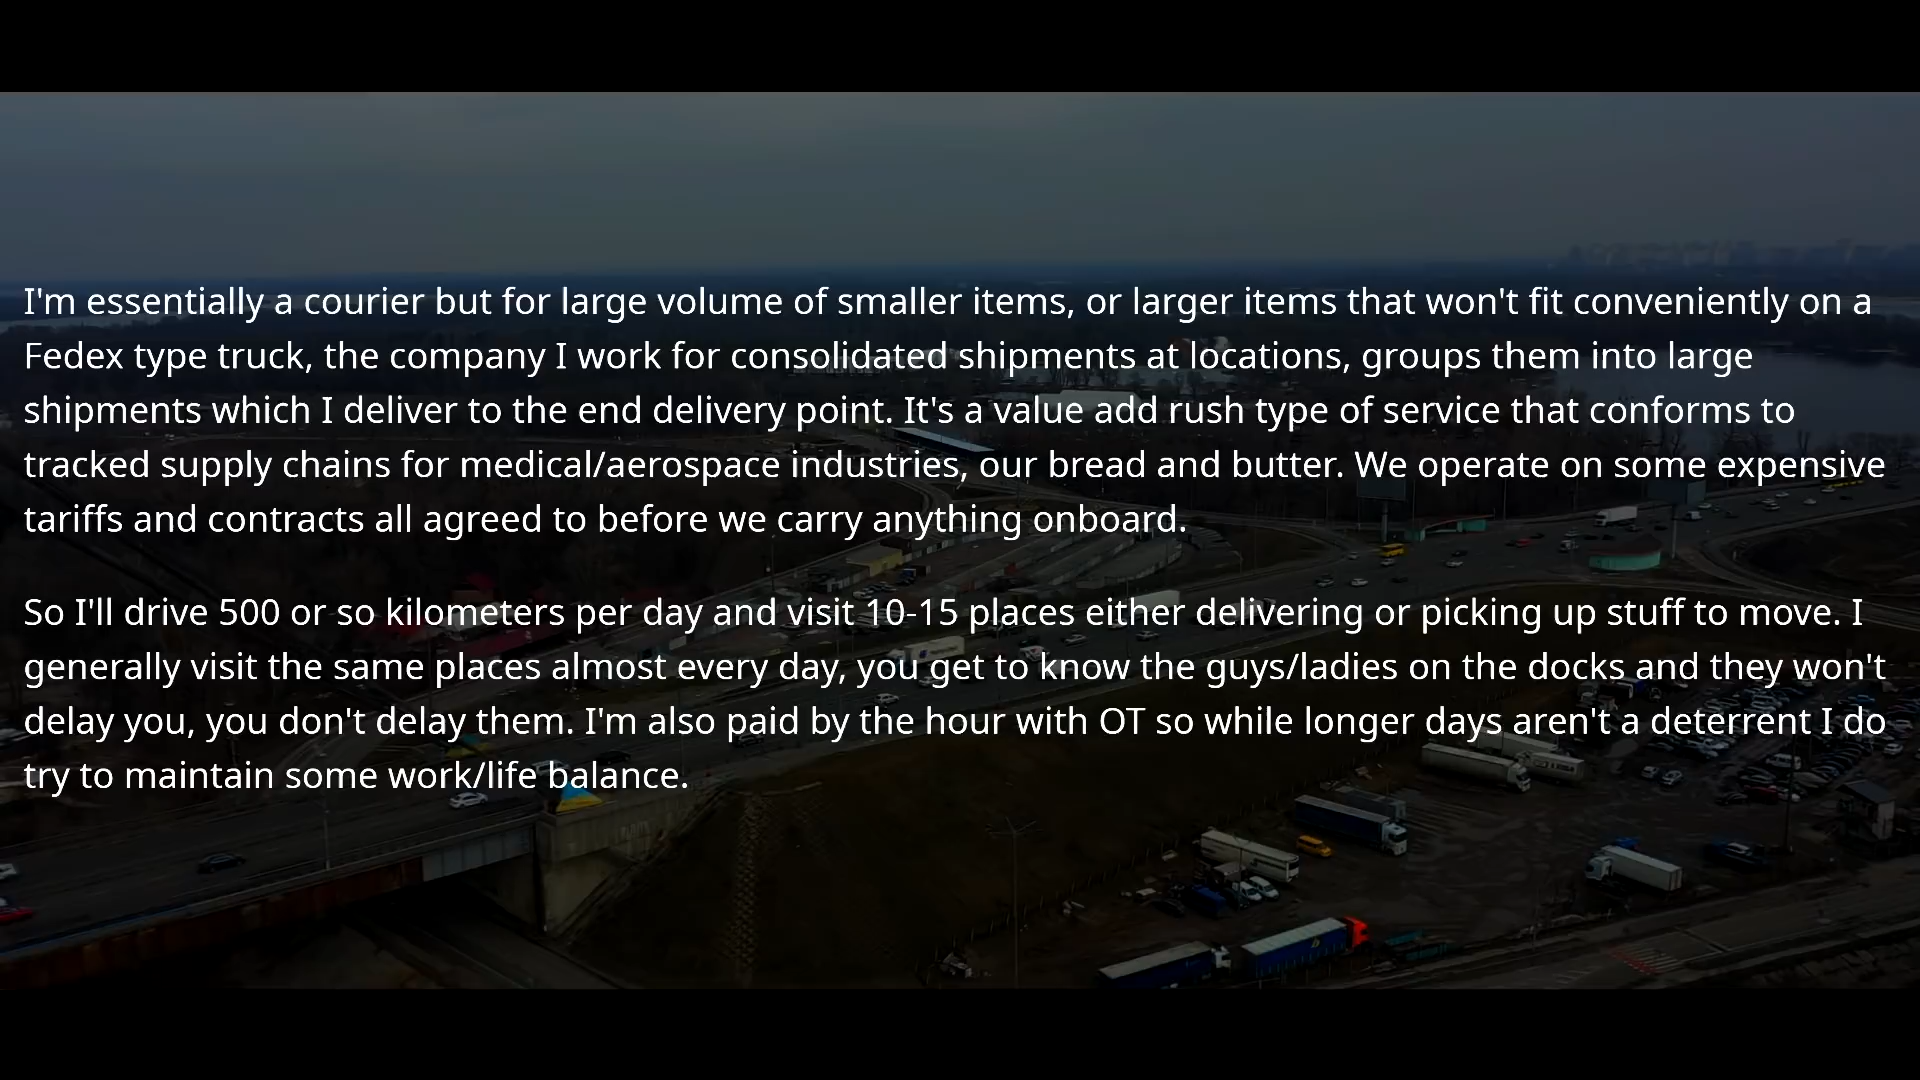 I'm essentially a courier but for large volume of smaller items, or larger items that won't fit conveniently on a
Fedex type truck, the company I work for consolidated shipments at locations, groups them into large
shipments which I deliver to the end delivery point. It's a value add rush type of service that conforms to
tracked supply chains for medical/aerospace industries, our bread and butter. We operate on some expensive
tariffs and contracts all agreed to before we carry anything onboard.
So I'll drive 500 or so kilometers per day and visit 10-15 places either delivering or picking up stuff to move. I
generally visit the same places almost every day, you get to know the guys/ladies on the docks and they won't
delay you, you don't delay them. I'm also paid by the hour with OT so while longer days aren't a deterrent I do
try to maintain some work/life balance.